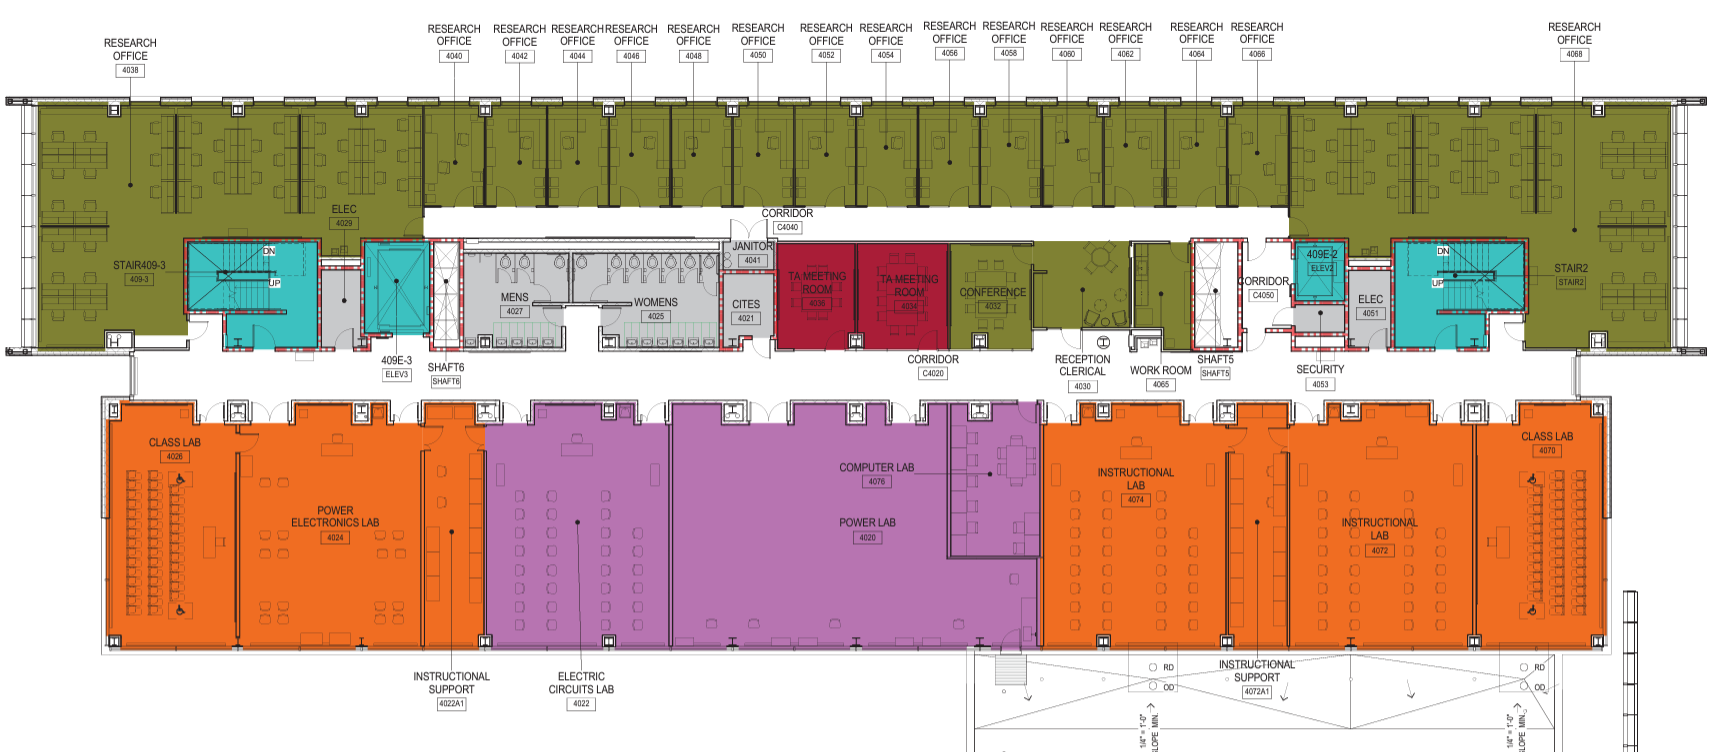 RESEARCH
OFFICE
4038
RESEARCH
OFFICE
4040
RESEARCH
OFFICE
4042
RESEARCH
OFFICE
4044
RESEARCH
OFFICE
4046
RESEARCH
OFFICE
4048
RESEARCH
OFFICE
4050
RESEARCH
OFFICE
4052
RESEARCH
OFFICE
4054
RESEARCH
OFFICE
4056
RESEARCH
OFFICE
4058
RESEARCH
OFFICE
4060
RESEARCH
OFFICE
4062
RESEARCH
OFFICE
4064
RESEARCH
OFFICE
4066
RESEARCH
OFFICE
4068
ELEC
4029
CORRIDOR
C4040
STAIR409-3
409-3
DN
UP
JANITOR
4041
MENS
4027
WOMENS
4025
CITES
4021
TA MEETING
ROOM
4036
TA MEETING
ROOM
4034
CONFERENCE
4032
CORRIDOR
C4050
409E-2
ELEV2
ELEC
4051
DN
UP
STAIR2
STAIR2
409E-3
ELEV3
SHAFT6
SHAFT6
CORRIDOR
C4020
RECEPTION
CLERICAL
4030
WORK ROOM
4065
SHAFT5
SHAFT5
SECURITY
4053
CLASS LAB
4026
POWER
ELECTRONICS LAB
4024
COMPUTER LAB
4076
POWER LAB
4020
INSTRUCTIONAL
LAB
4074
INSTRUCTIONAL
LAB
4072
CLASS LAB
4070
INSTRUCTIONAL
SUPPORT
4022A1
ELECTRIC
CIRCUITS LAB
4022
INSTRUCTIONAL
SUPPORT
4072A1
RD
OD
RD
OD
1/4" = 1'-0"
SLOPE MIN.
1/4" = 1'-0"
SLOPE MIN.